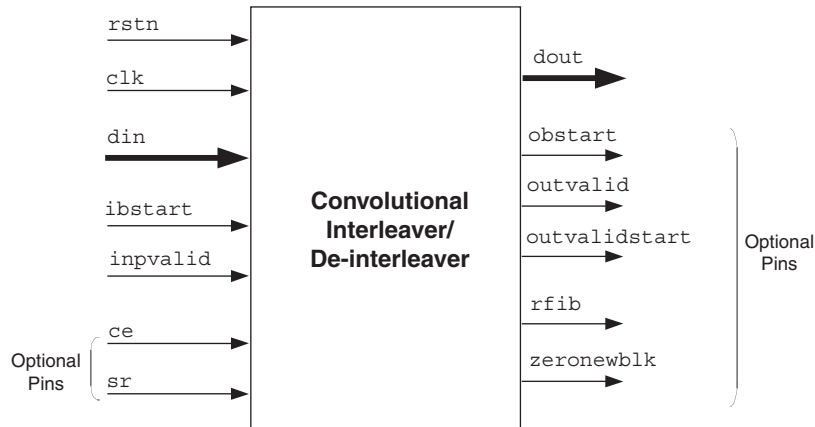 rstn
clk
din
ibstart
inpvalid
ce
sr
Optional
Pins
Convolutional
Interleaver/
De-interleaver
dout
obstart
outvalid
outvalidstart
rfib
zeronewblk
Optional
Pins